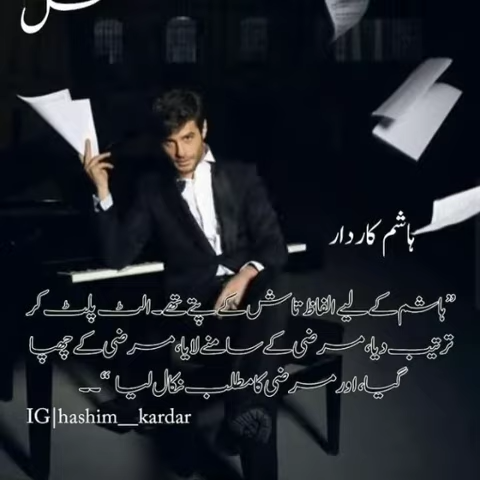 ہاشم کاردار
”ہاشم کے لیے الفاظ تاش کے پتے تھے۔ الٹ پلٹ کر
ترتیب دیا، مرضی کے سامنے لایا، مرضی کے چھپا
گیا، اور مرضی کا مطلب نکال لیا“۔۔
IG|hashim__kardar